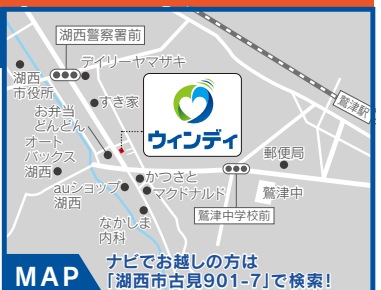 湖西警察署前
デイリーヤマザキ
湖西
市役所
すき家
お弁当
どんどん
オート
バックス
湖西
auショップ
湖西
ウィンディ
かつさと
マクドナルド
なかしま
内科
郵便局
鷲津駅
鷲津中
鷲津中学校前
MAP
ナビでお越しの方は
「湖西市古見901-7」で検索!